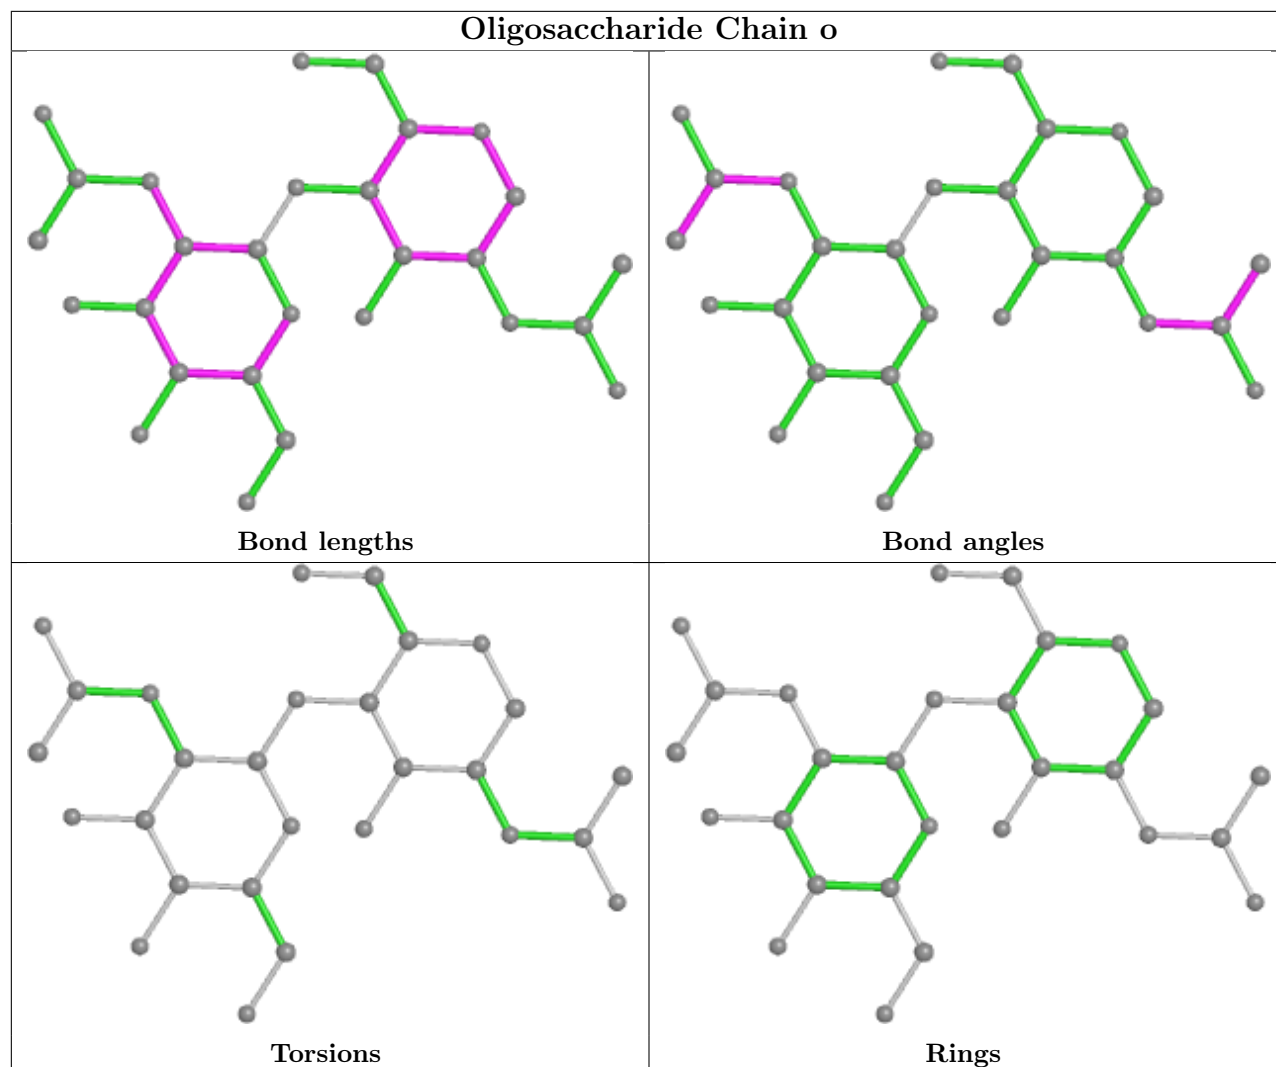 Oligosaccharide Chain o
Bond lengths
Bond angles
Torsions
Rings